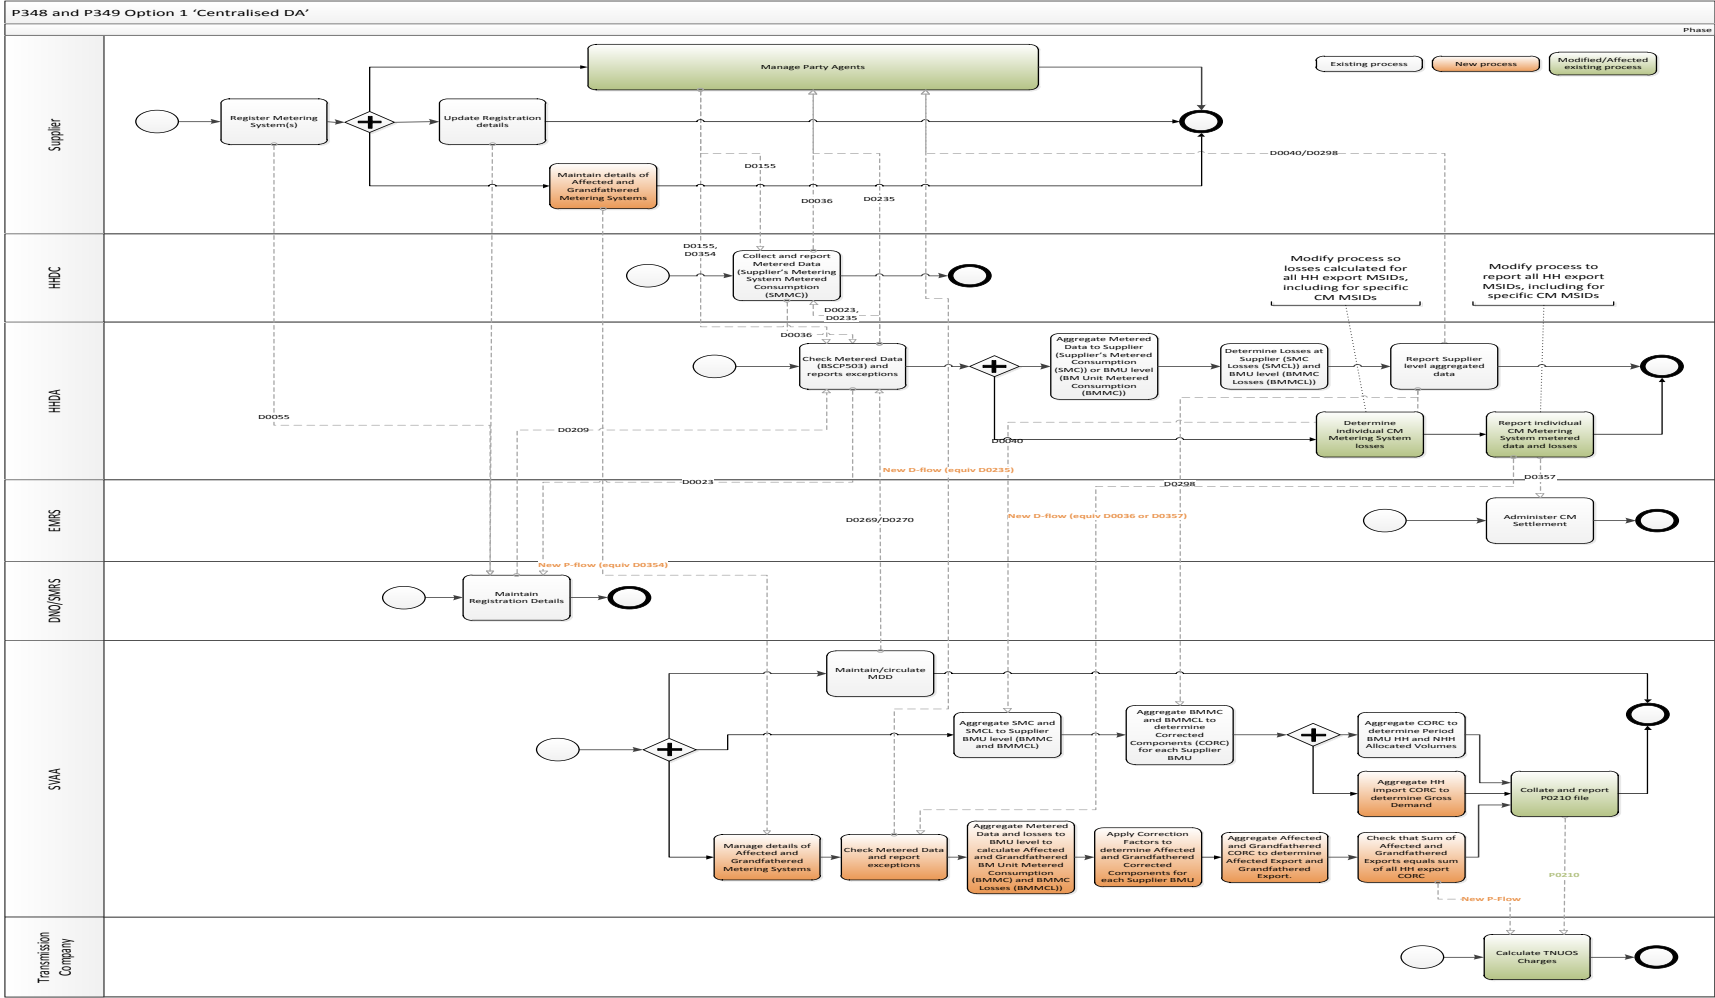 P348 and P349 Option 1 ‘Centralised DA’
Phase
Supplier
Manage Party Agents
Existing process
New process
Modified/Affected
existing process
Register Metering
System(s)
Update Registration
details
Maintain details of
Affected and
Grandfathered
Metering Systems
D0155
D0036
D0235
D0040/D0298
HHDC
D0155,
D0354
Collect and report
Metered Data
(Supplier’s Metering
System Metered
Consumption
(SMMC))
D0023,
D0235
Modify process so
losses calculated for
all HH export MSIDs,
including for specific
CM MSIDs
Modify process to
report all HH export
MSIDs, including for
specific CM MSIDs
HHDA
D0036
Check Metered Data
(BSCP503) and
reports exceptions
Aggregate Metered
Data to Supplier
(Supplier’s Metered
Consumption
(SMC)) or BMU level
(BM Unit Metered
Consumption
(BMMC))
Determine Losses at
Supplier (SMC
Losses (SMCL)) and
BMU level (BMMC
Losses (BMMCL))
Report Supplier
level aggregated
data
D0055
D0209
D0040
Determine
individual CM
Metering System
losses
Report individual
CM Metering
System metered
data and losses
New D-flow (equiv D0235)
D0023
D0298
D0357
EMRS
D0269/D0270
New D-flow (equiv D0036 or D0357)
Administer CM
Settlement
New P-flow (equiv D0354)
DNO/SMRS
Maintain
Registration Details
SVAA
Maintain/circulate
MDD
Aggregate SMC and
SMCL to Supplier
BMU level (BMMC
and BMMCL)
Aggregate BMMC
and BMMCL to
determine
Corrected
Components (CORC)
for each Supplier
BMU
Aggregate CORC to
determine Period
BMU HH and NHH
Allocated Volumes
Aggregate HH
import CORC to
determine Gross
Demand
Collate and report
P0210 file
Manage details of
Affected and
Grandfathered
Metering Systems
Check Metered Data
and report
exceptions
Aggregate Metered
Data and losses to
BMU level to
calculate Affected
and Grandfathered
BM Unit Metered
Consumption
(BMMC) and BMMC
Losses (BMMCL))
Apply Correction
Factors to
determine Affected
and Grandfathered
Corrected
Components for
each Supplier BMU
Aggregate Affected
and Grandfathered
CORC to determine
Affected Export and
Grandfathered
Export.
Check that Sum of
Affected and
Grandfathered
Exports equals sum
of all HH export
CORC
P0210
New P-Flow
Transmission
Company
Calculate TNUOS
Charges